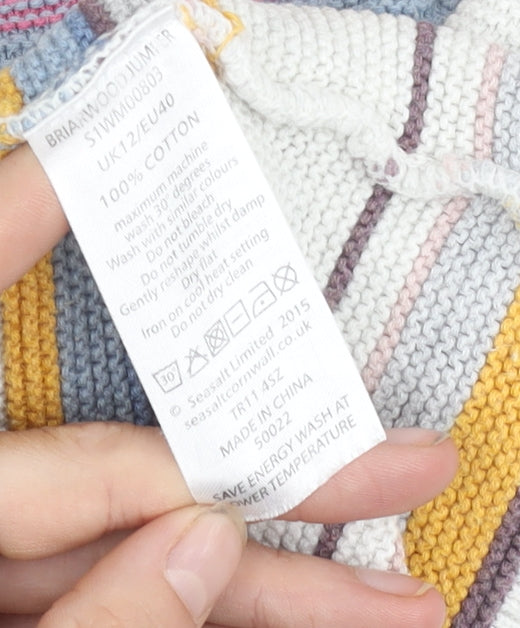 BRIARWOOD JUMPER
S1WM00803
UK12/EU40
100% COTTON
maximum machine
wash 30° degrees
Wash with similar colours
Do not bleach
Do not tumble dry
Gently reshape whilst damp
Dry flat
Iron on cool heat setting
Do not dry clean
30°
© Seasalt Limited 2015
seasaltcornwall.co.uk
TR11 4SZ
MADE IN CHINA
50022
SAVE ENERGY WASH AT
LOWER TEMPERATURE